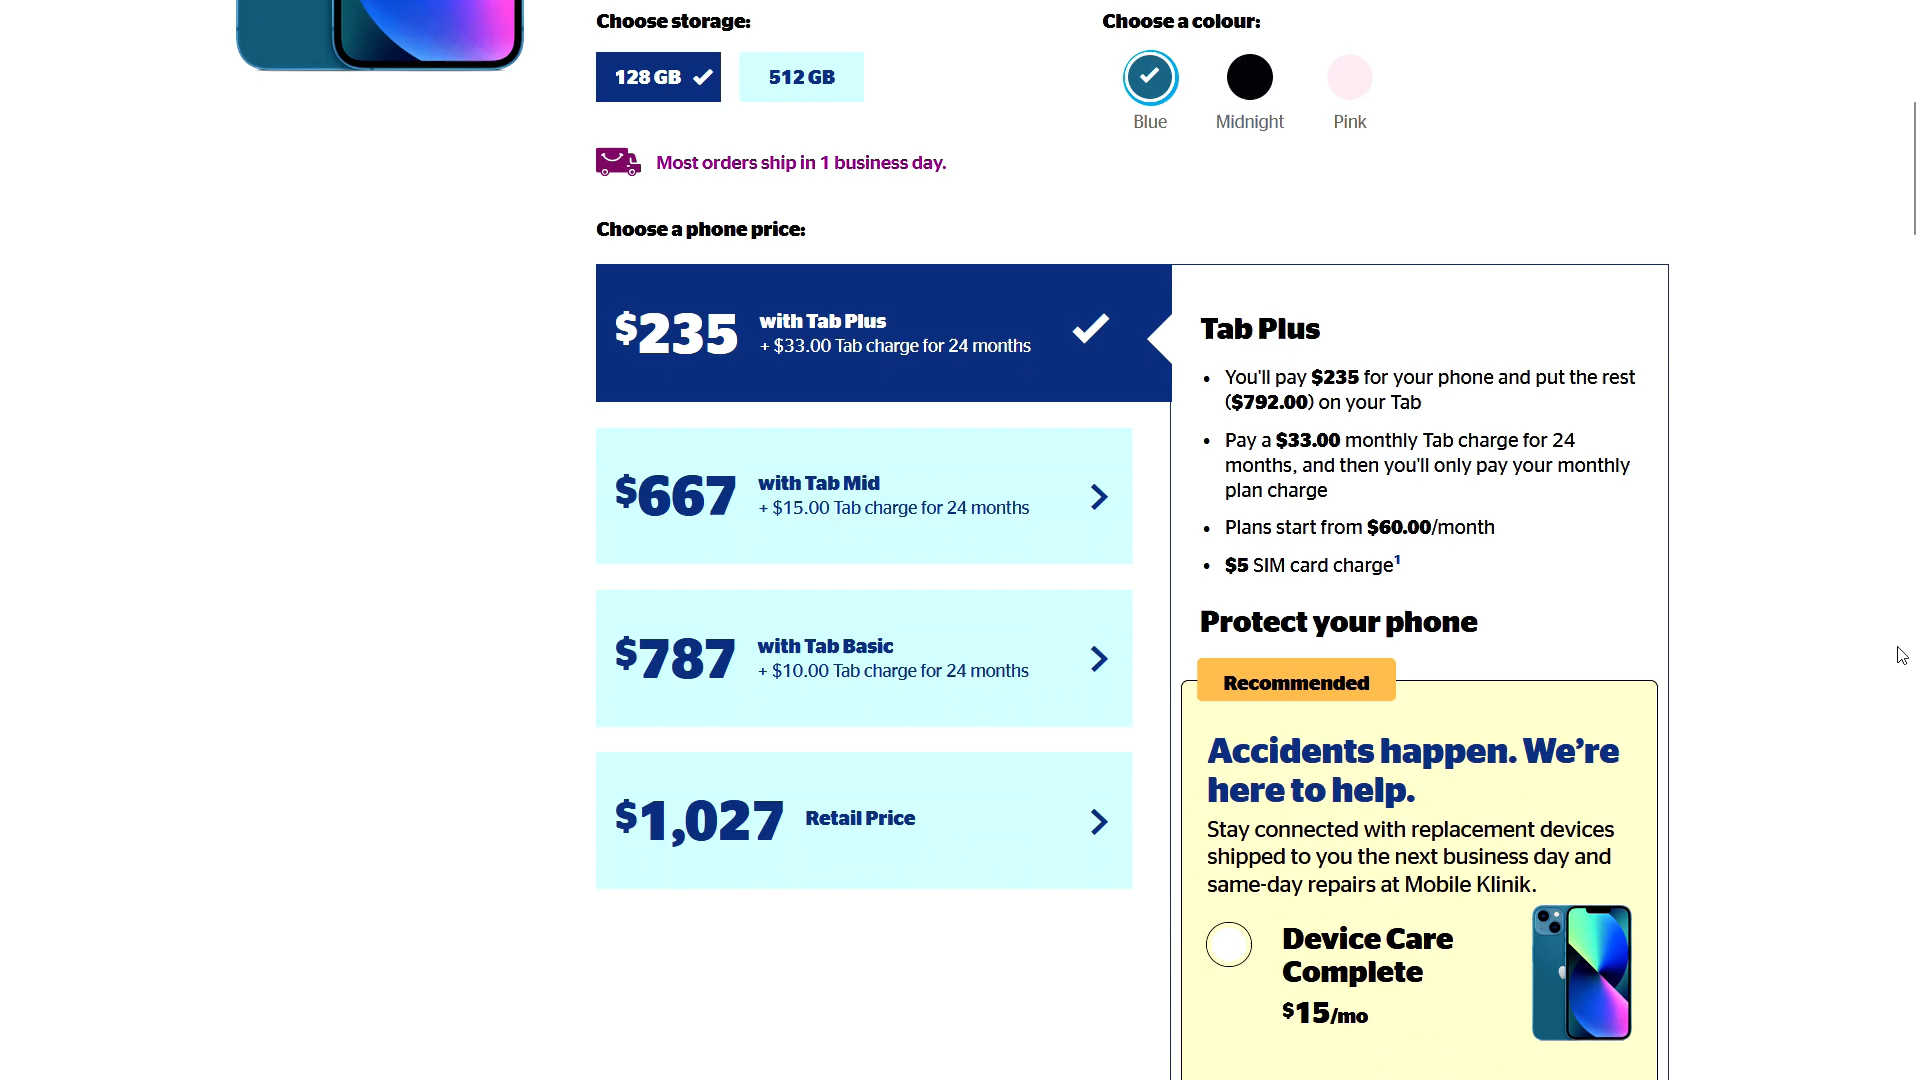 Choose storage:
Choose a colour:
128 GB
512 GB
Blue
Midnight
Pink
Most orders ship in 1 business day.
Choose a phone price:
$235
with Tab Plus
+ $33.00 Tab charge for 24 months
$667
with Tab Mid
+ $15.00 Tab charge for 24 months
$787
with Tab Basic
+ $10.00 Tab charge for 24 months
$1,027
Retail Price
Tab Plus
• You'll pay $235 for your phone and put the rest
($792.00) on your Tab
• Pay a $33.00 monthly Tab charge for 24
months, and then you'll only pay your monthly
plan charge
• Plans start from $60.00/month
• $5 SIM card charge¹
Protect your phone
Recommended
Accidents happen. We’re
here to help.
Stay connected with replacement devices
shipped to you the next business day and
same-day repairs at Mobile Klinik.
Device Care
Complete
$15/mo